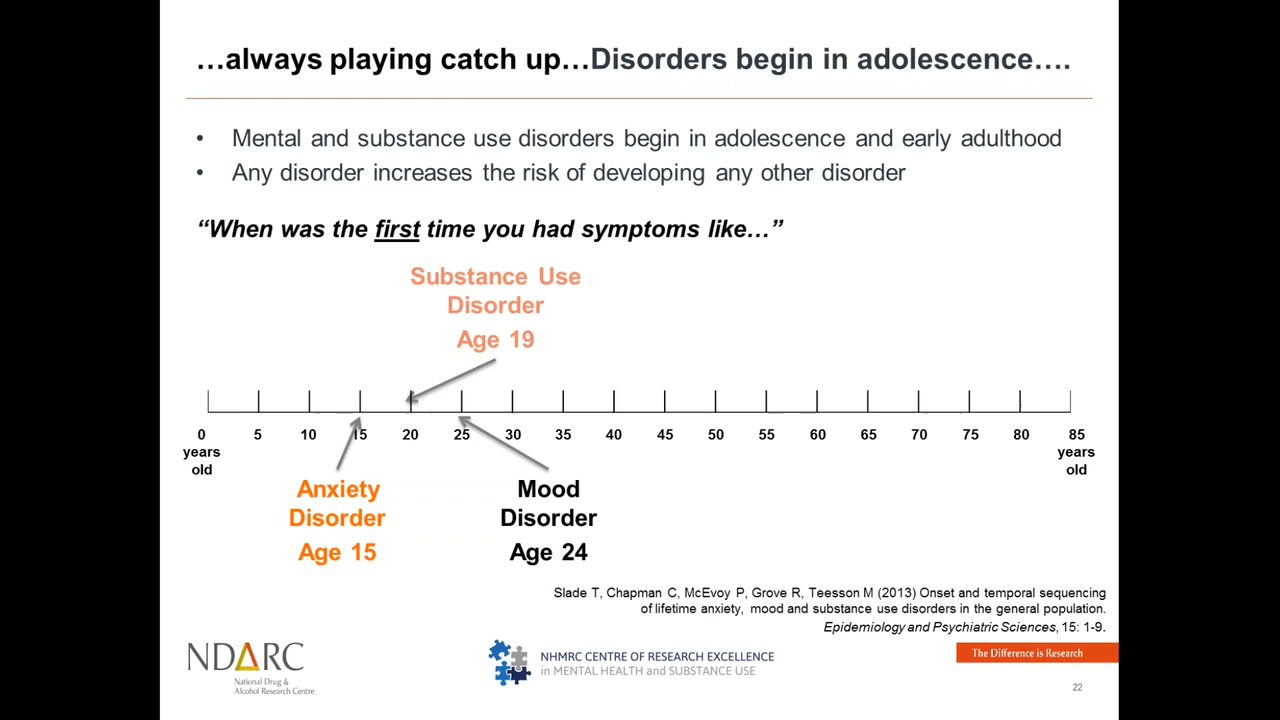 …always playing catch up…Disorders begin in adolescence….
• Mental and substance use disorders begin in adolescence and early adulthood
• Any disorder increases the risk of developing any other disorder
“When was the first time you had symptoms like…”
Substance Use
Disorder
Age 19
0 5 10 15 20 25 30 35 40 45 50 55 60 65 70 75 80 85
years years
old old
Anxiety
Disorder
Age 15
Mood
Disorder
Age 24
Slade T, Chapman C, McEvoy P, Grove R, Teesson M (2013) Onset and temporal sequencing
of lifetime anxiety, mood and substance use disorders in the general population.
Epidemiology and Psychiatric Sciences, 15: 1-9.
NDARC
National Drug &
Alcohol Research Centre
NHMRC CENTRE OF RESEARCH EXCELLENCE
in MENTAL HEALTH and SUBSTANCE USE
The Difference is Research
22